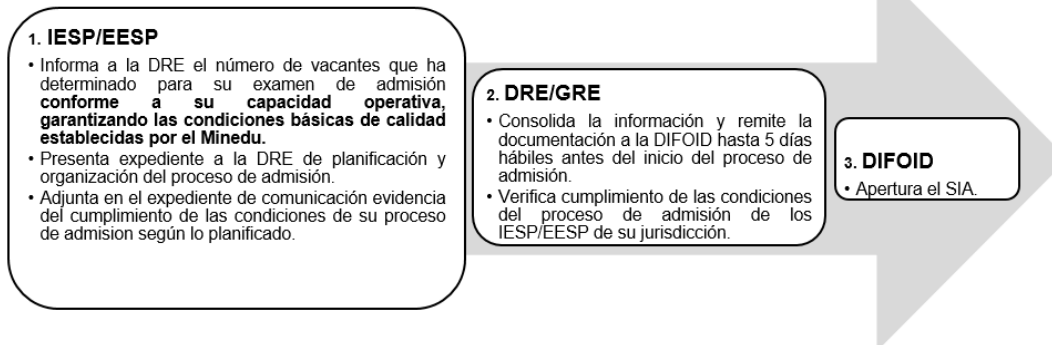 1. IESP/EESP
• Informa a la DRE el número de vacantes que ha
determinado para su examen de admisión
conforme a su capacidad operativa,
garantizando las condiciones básicas de calidad
establecidas por el Minedu.
• Presenta expediente a la DRE de planificación y
organización del proceso de admisión.
• Adjunta en el expediente de comunicación evidencia
del cumplimiento de las condiciones de su proceso
de admision según lo planificado.
2. DRE/GRE
• Consolida la información y remite la
documentación a la DIFOID hasta 5 días
hábiles antes del inicio del proceso de
admisión.
• Verifica cumplimiento de las condiciones
del proceso de admisión de los
IESP/EESP de su jurisdicción.
3. DIFOID
• Apertura el SIA.